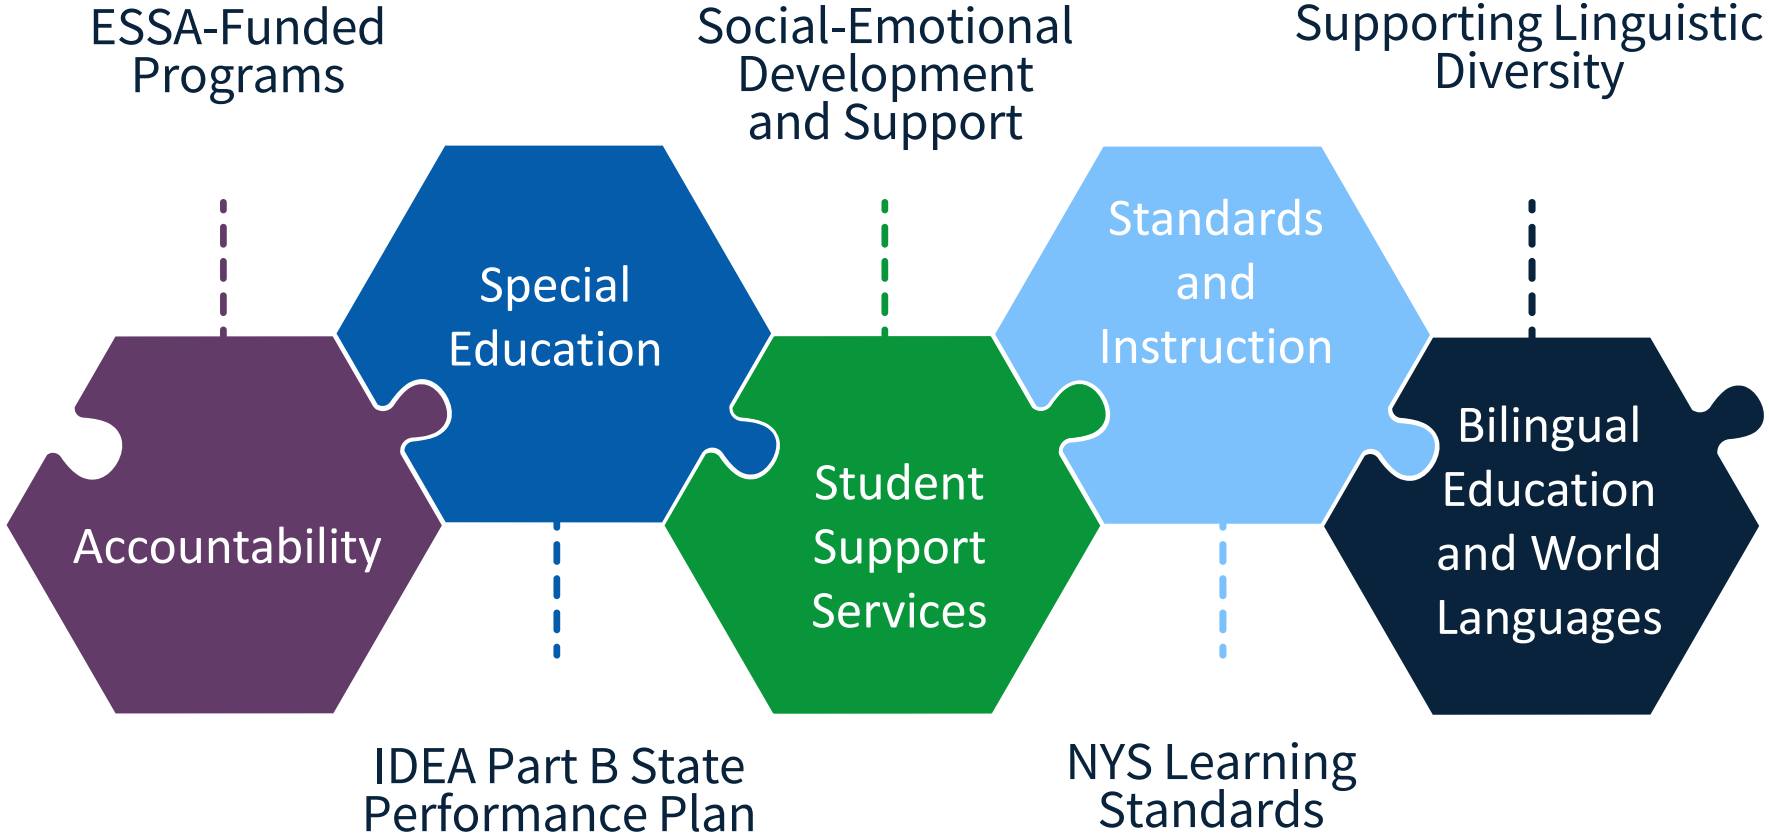 ESSA-Funded
Programs
Social-Emotional
Development
and Support
Supporting Linguistic
Diversity
Accountability
Special
Education
Student
Support
Services
Standards
and
Instruction
Bilingual
Education
and World
Languages
IDEA Part B State
Performance Plan
NYS Learning
Standards